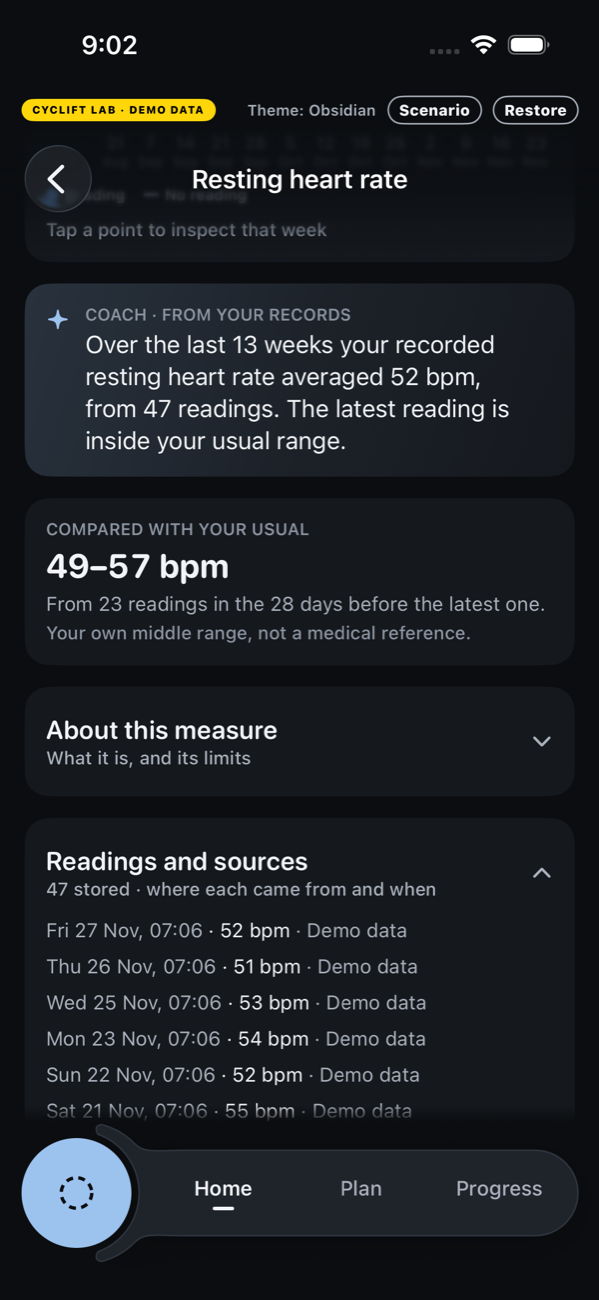 9:02
CYCLIFT LAB · DEMO DATA
Theme: Obsidian
Scenario
Restore
Resting heart rate
No reading
Tap a point to inspect that week
COACH · FROM YOUR RECORDS
Over the last 13 weeks your recorded
resting heart rate averaged 52 bpm,
from 47 readings. The latest reading is
inside your usual range.
COMPARED WITH YOUR USUAL
49–57 bpm
From 23 readings in the 28 days before the latest one.
Your own middle range, not a medical reference.
About this measure
What it is, and its limits
Readings and sources
47 stored · where each came from and when
Fri 27 Nov, 07:06 · 52 bpm · Demo data
Thu 26 Nov, 07:06 · 51 bpm · Demo data
Wed 25 Nov, 07:06 · 53 bpm · Demo data
Mon 23 Nov, 07:06 · 54 bpm · Demo data
Sun 22 Nov, 07:06 · 52 bpm · Demo data
Sat 21 Nov, 07:06 · 55 bpm · Demo data
Home
Plan
Progress